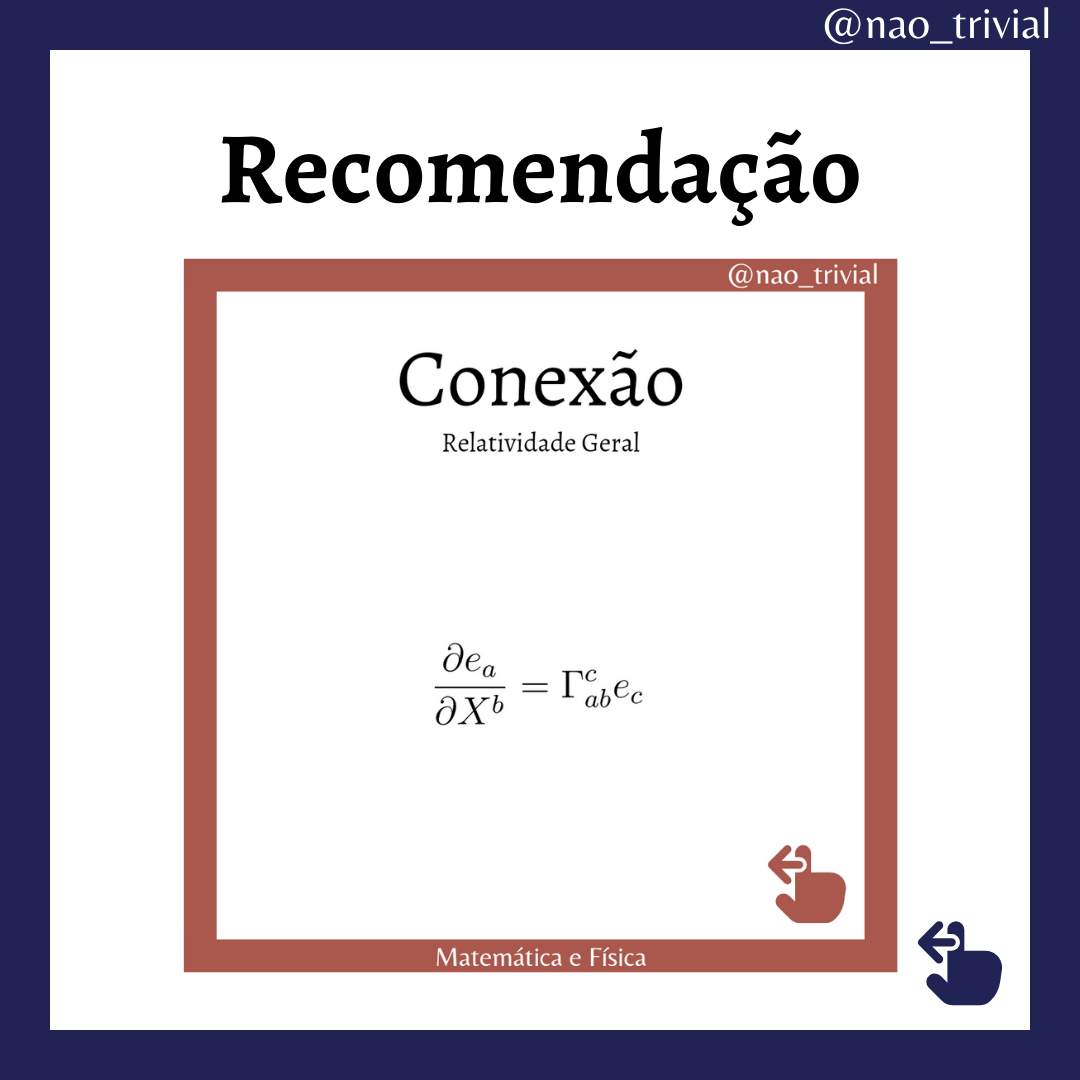 @nao_trivial
Recomendação
@nao_trivial
Conexão
Relatividade Geral
∂e_a/∂X^b = Γ^c_{ab} e_c
Matemática e Física